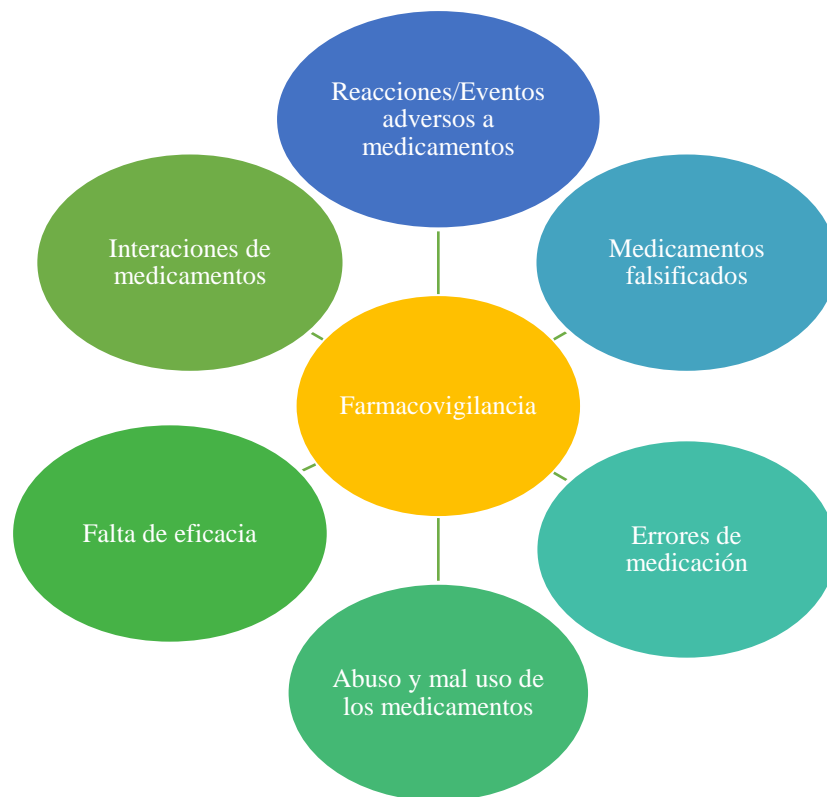 Reacciones/Eventos
adversos a
medicamentos
Interaciones de
medicamentos
Medicamentos
falsificados
Farmacovigilancia
Falta de eficacia
Errores de
medicación
Abuso y mal uso de
los medicamentos